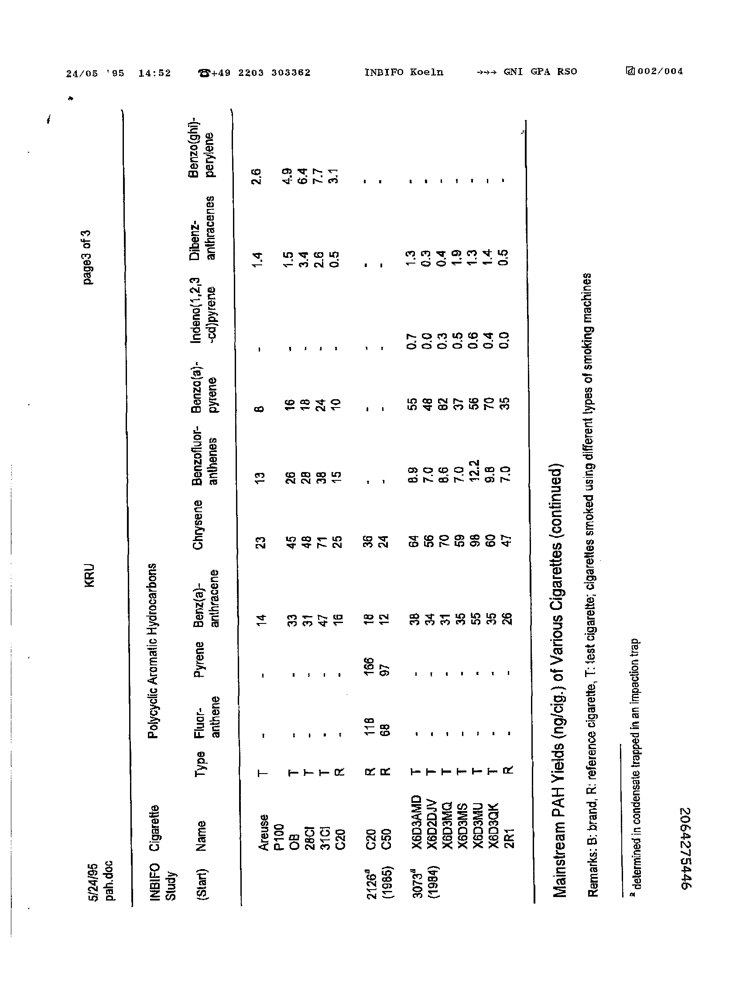 24/05 '95 14:52 ☎+49 2203 303362 INBIFO Koeln →→→ GNI GPA RSO 002/004
5/24/95 KRU page3 of 3
pah.doc
INBIFO Cigarette Polycyclic Aromatic Hydrocarbons
Study
(Start) Name Type Fluor- Pyrene Benz(a)- Chrysene Benzofluor- Benzo(a)- Indeno(1,2,3 Dibenz- Benzo(ghi)-
anthene anthracene anthenes pyrene -cd)pyrene anthracenes perylene
Areuse T - - 14 23 13 8 - 1.4 2.6
P100
OB T - - 33 45 26 16 - 1.5 4.9
28CI T - - 31 48 28 18 - 3.4 6.4
31CI T - - 47 71 38 24 - 2.6 7.7
C20 R - - 16 25 15 10 - 0.5 3.1
2126ᵃ C20 R 118 166 18 36 - - - - -
(1985) C50 R 68 97 12 24 - - - - -
3073ᵃ X6D3AMD T - - 38 64 8.9 55 0.7 1.3 -
(1984) X6D2DJV T - - 34 56 7.0 48 0.0 0.3 -
X6D3MQ T - - 31 70 8.6 82 0.3 0.4 -
X6D3MS T - - 35 59 7.0 37 0.5 1.9 -
X6D3MU T - - 55 98 12.2 56 0.6 1.3 -
X6D3QK T - - 35 60 9.8 70 0.4 1.4 -
2R1 R - - 26 47 7.0 35 0.0 0.5 -
Mainstream PAH Yields (ng/cig.) of Various Cigarettes (continued)
Remarks: B: brand, R: reference cigarette, T: test cigarette; cigarettes smoked using different types of smoking machines
ᵃ determined in condensate trapped in an impaction trap
2064275446